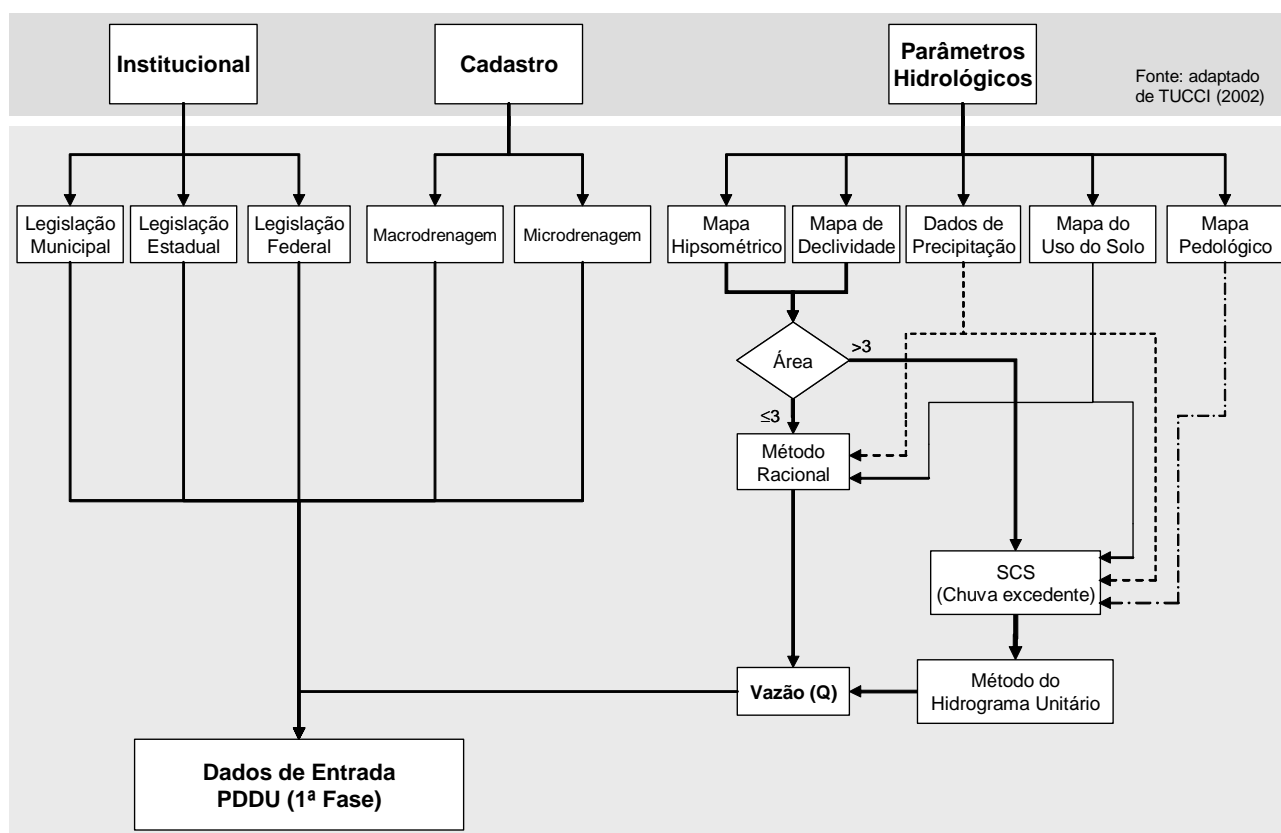 Institucional
Cadastro
Parâmetros
Hidrológicos
Fonte: adaptado
de TUCCI (2002)
Legislação
Municipal
Legislação
Estadual
Legislação
Federal
Macrodrenagem
Microdrenagem
Mapa
Hipsométrico
Mapa de
Declividade
Dados de
Precipitação
Mapa do
Uso do Solo
Mapa
Pedológico
Área
>3
≤3
Método
Racional
SCS
(Chuva excedente)
Vazão (Q)
Método do
Hidrograma Unitário
Dados de Entrada
PDDU (1ª Fase)